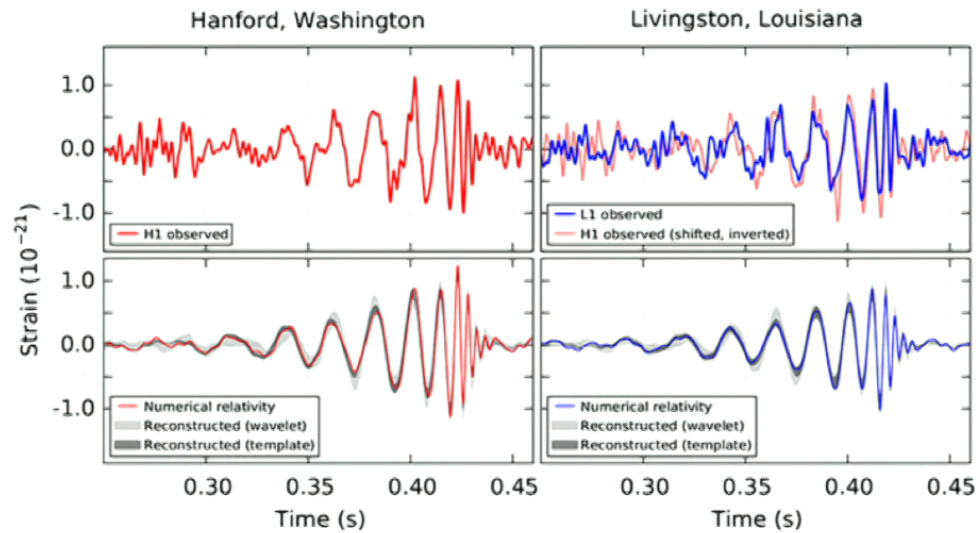 Hanford, Washington
Livingston, Louisiana
Strain (10⁻²¹)
1.0
0.0
-1.0
H1 observed
L1 observed
H1 observed (shifted, inverted)
1.0
0.0
-1.0
Numerical relativity
Reconstructed (wavelet)
Reconstructed (template)
Numerical relativity
Reconstructed (wavelet)
Reconstructed (template)
0.30
0.35
0.40
0.45
0.30
0.35
0.40
0.45
Time (s)
Time (s)